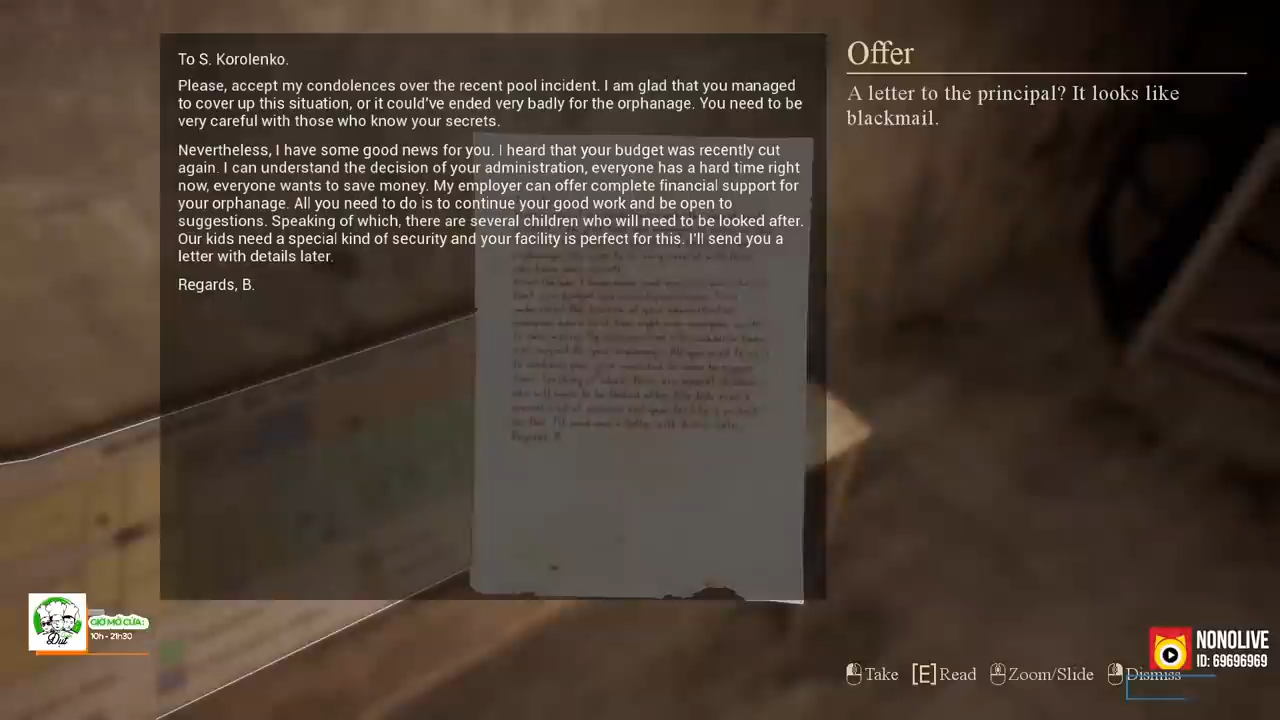 To S. Korolenko.
Please, accept my condolences over the recent pool incident. I am glad that you managed
to cover up this situation, or it could've ended very badly for the orphanage. You need to be
very careful with those who know your secrets.
Nevertheless, I have some good news for you. I heard that your budget was recently cut
again. I can understand the decision of your administration, everyone has a hard time right
now, everyone wants to save money. My employer can offer complete financial support for
your orphanage. All you need to do is to continue your good work and be open to
suggestions. Speaking of which, there are several children who will need to be looked after.
Our kids need a special kind of security and your facility is perfect for this. I'll send you a
letter with details later.
Regards, B.
Offer
A letter to the principal? It looks like
blackmail.
Regards, B.
Dụt
GIỜ MỞ CỬA:
10h - 21h30
Take [E]Read Zoom/Slide Dismiss
NONOLIVE
ID: 69696969